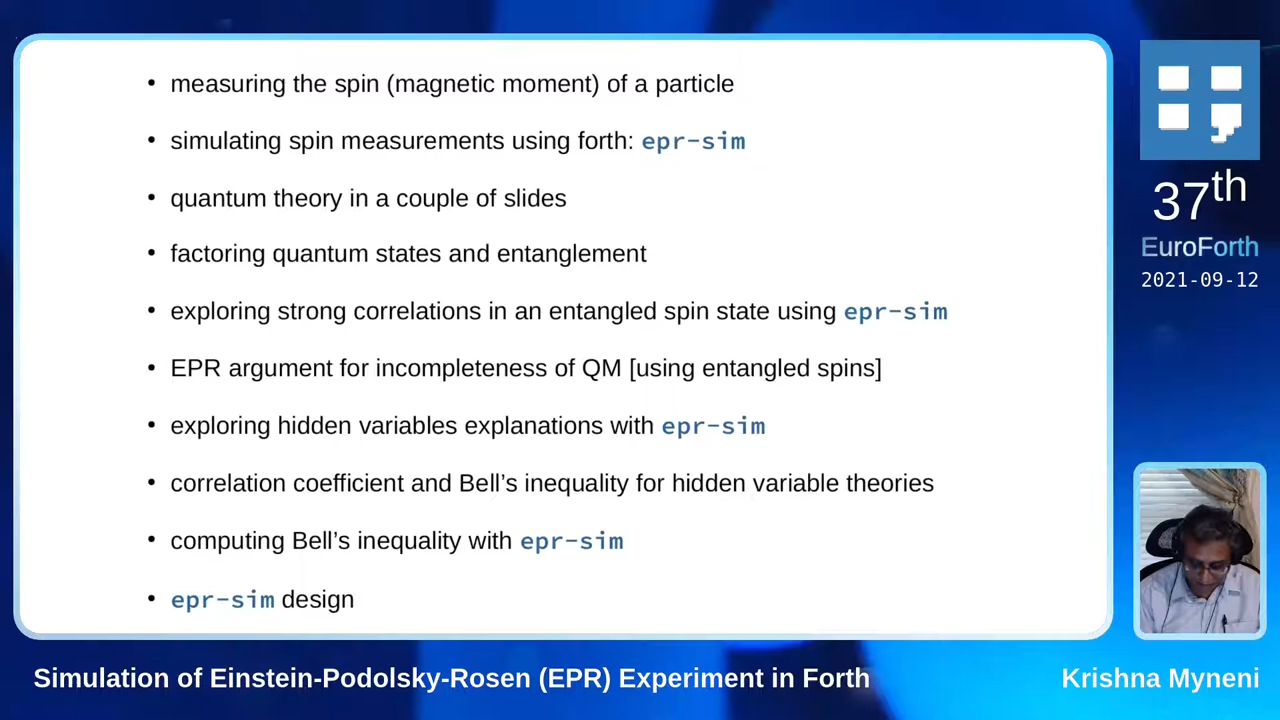 • measuring the spin (magnetic moment) of a particle
• simulating spin measurements using forth: epr-sim
• quantum theory in a couple of slides
• factoring quantum states and entanglement
• exploring strong correlations in an entangled spin state using epr-sim
• EPR argument for incompleteness of QM [using entangled spins]
• exploring hidden variables explanations with epr-sim
• correlation coefficient and Bell’s inequality for hidden variable theories
• computing Bell’s inequality with epr-sim
• epr-sim design
37th
EuroForth
2021-09-12
Simulation of Einstein-Podolsky-Rosen (EPR) Experiment in Forth
Krishna Myneni